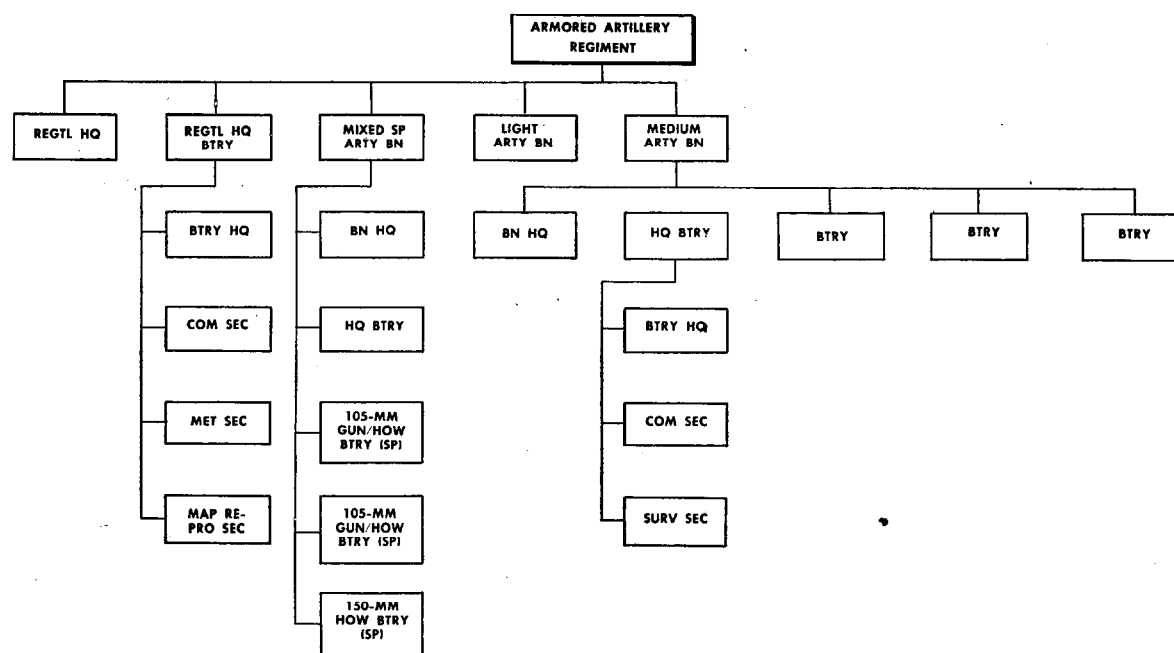 ARMORED ARTILLERY
REGIMENT
REGTL HQ
REGTL HQ
BTRY
MIXED SP
ARTY BN
LIGHT
ARTY BN
MEDIUM
ARTY BN
BTRY HQ
COM SEC
MET SEC
MAP RE-
PRO SEC
BN HQ
HQ BTRY
105-MM
GUN/HOW
BTRY (SP)
105-MM
GUN/HOW
BTRY (SP)
150-MM
HOW BTRY
(SP)
BN HQ
HQ BTRY
BTRY
BTRY
BTRY
BTRY HQ
COM SEC
SURV SEC